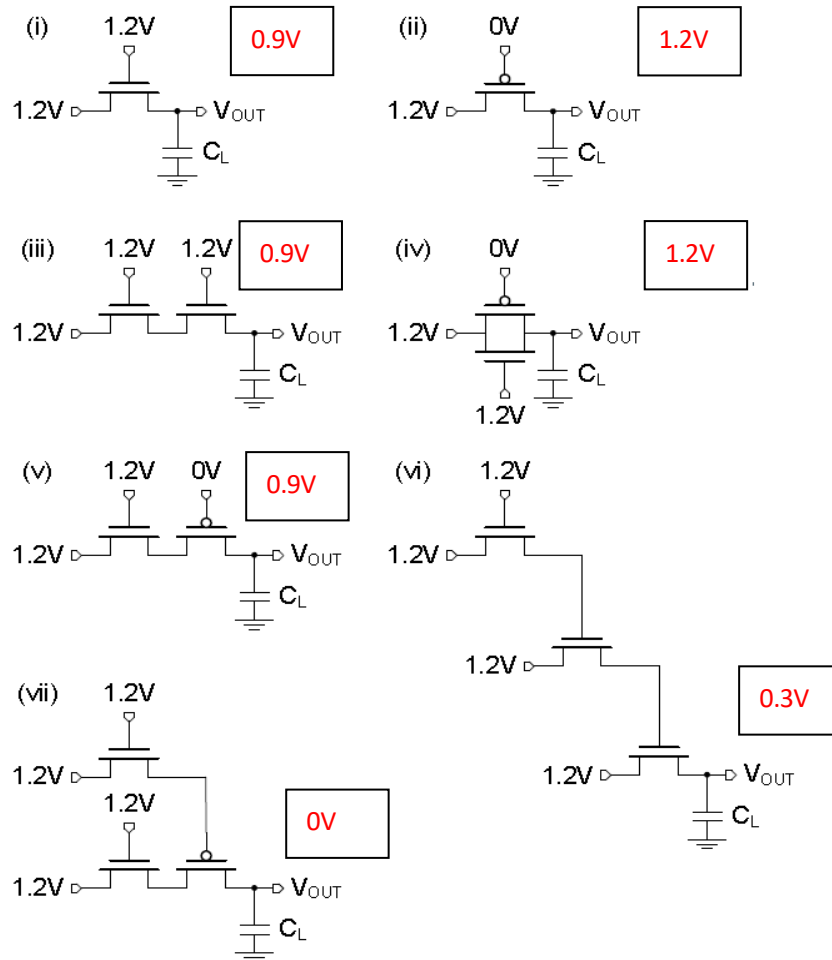 (i)
1.2V
0.9V
1.2V
VOUT
CL
(ii)
0V
1.2V
1.2V
VOUT
CL
(iii)
1.2V
1.2V
0.9V
1.2V
VOUT
CL
(iv)
0V
1.2V
1.2V
VOUT
CL
1.2V
(v)
1.2V
0V
0.9V
1.2V
VOUT
CL
(vi)
1.2V
1.2V
1.2V
0.3V
1.2V
VOUT
CL
(vii)
1.2V
1.2V
1.2V
0V
1.2V
VOUT
CL